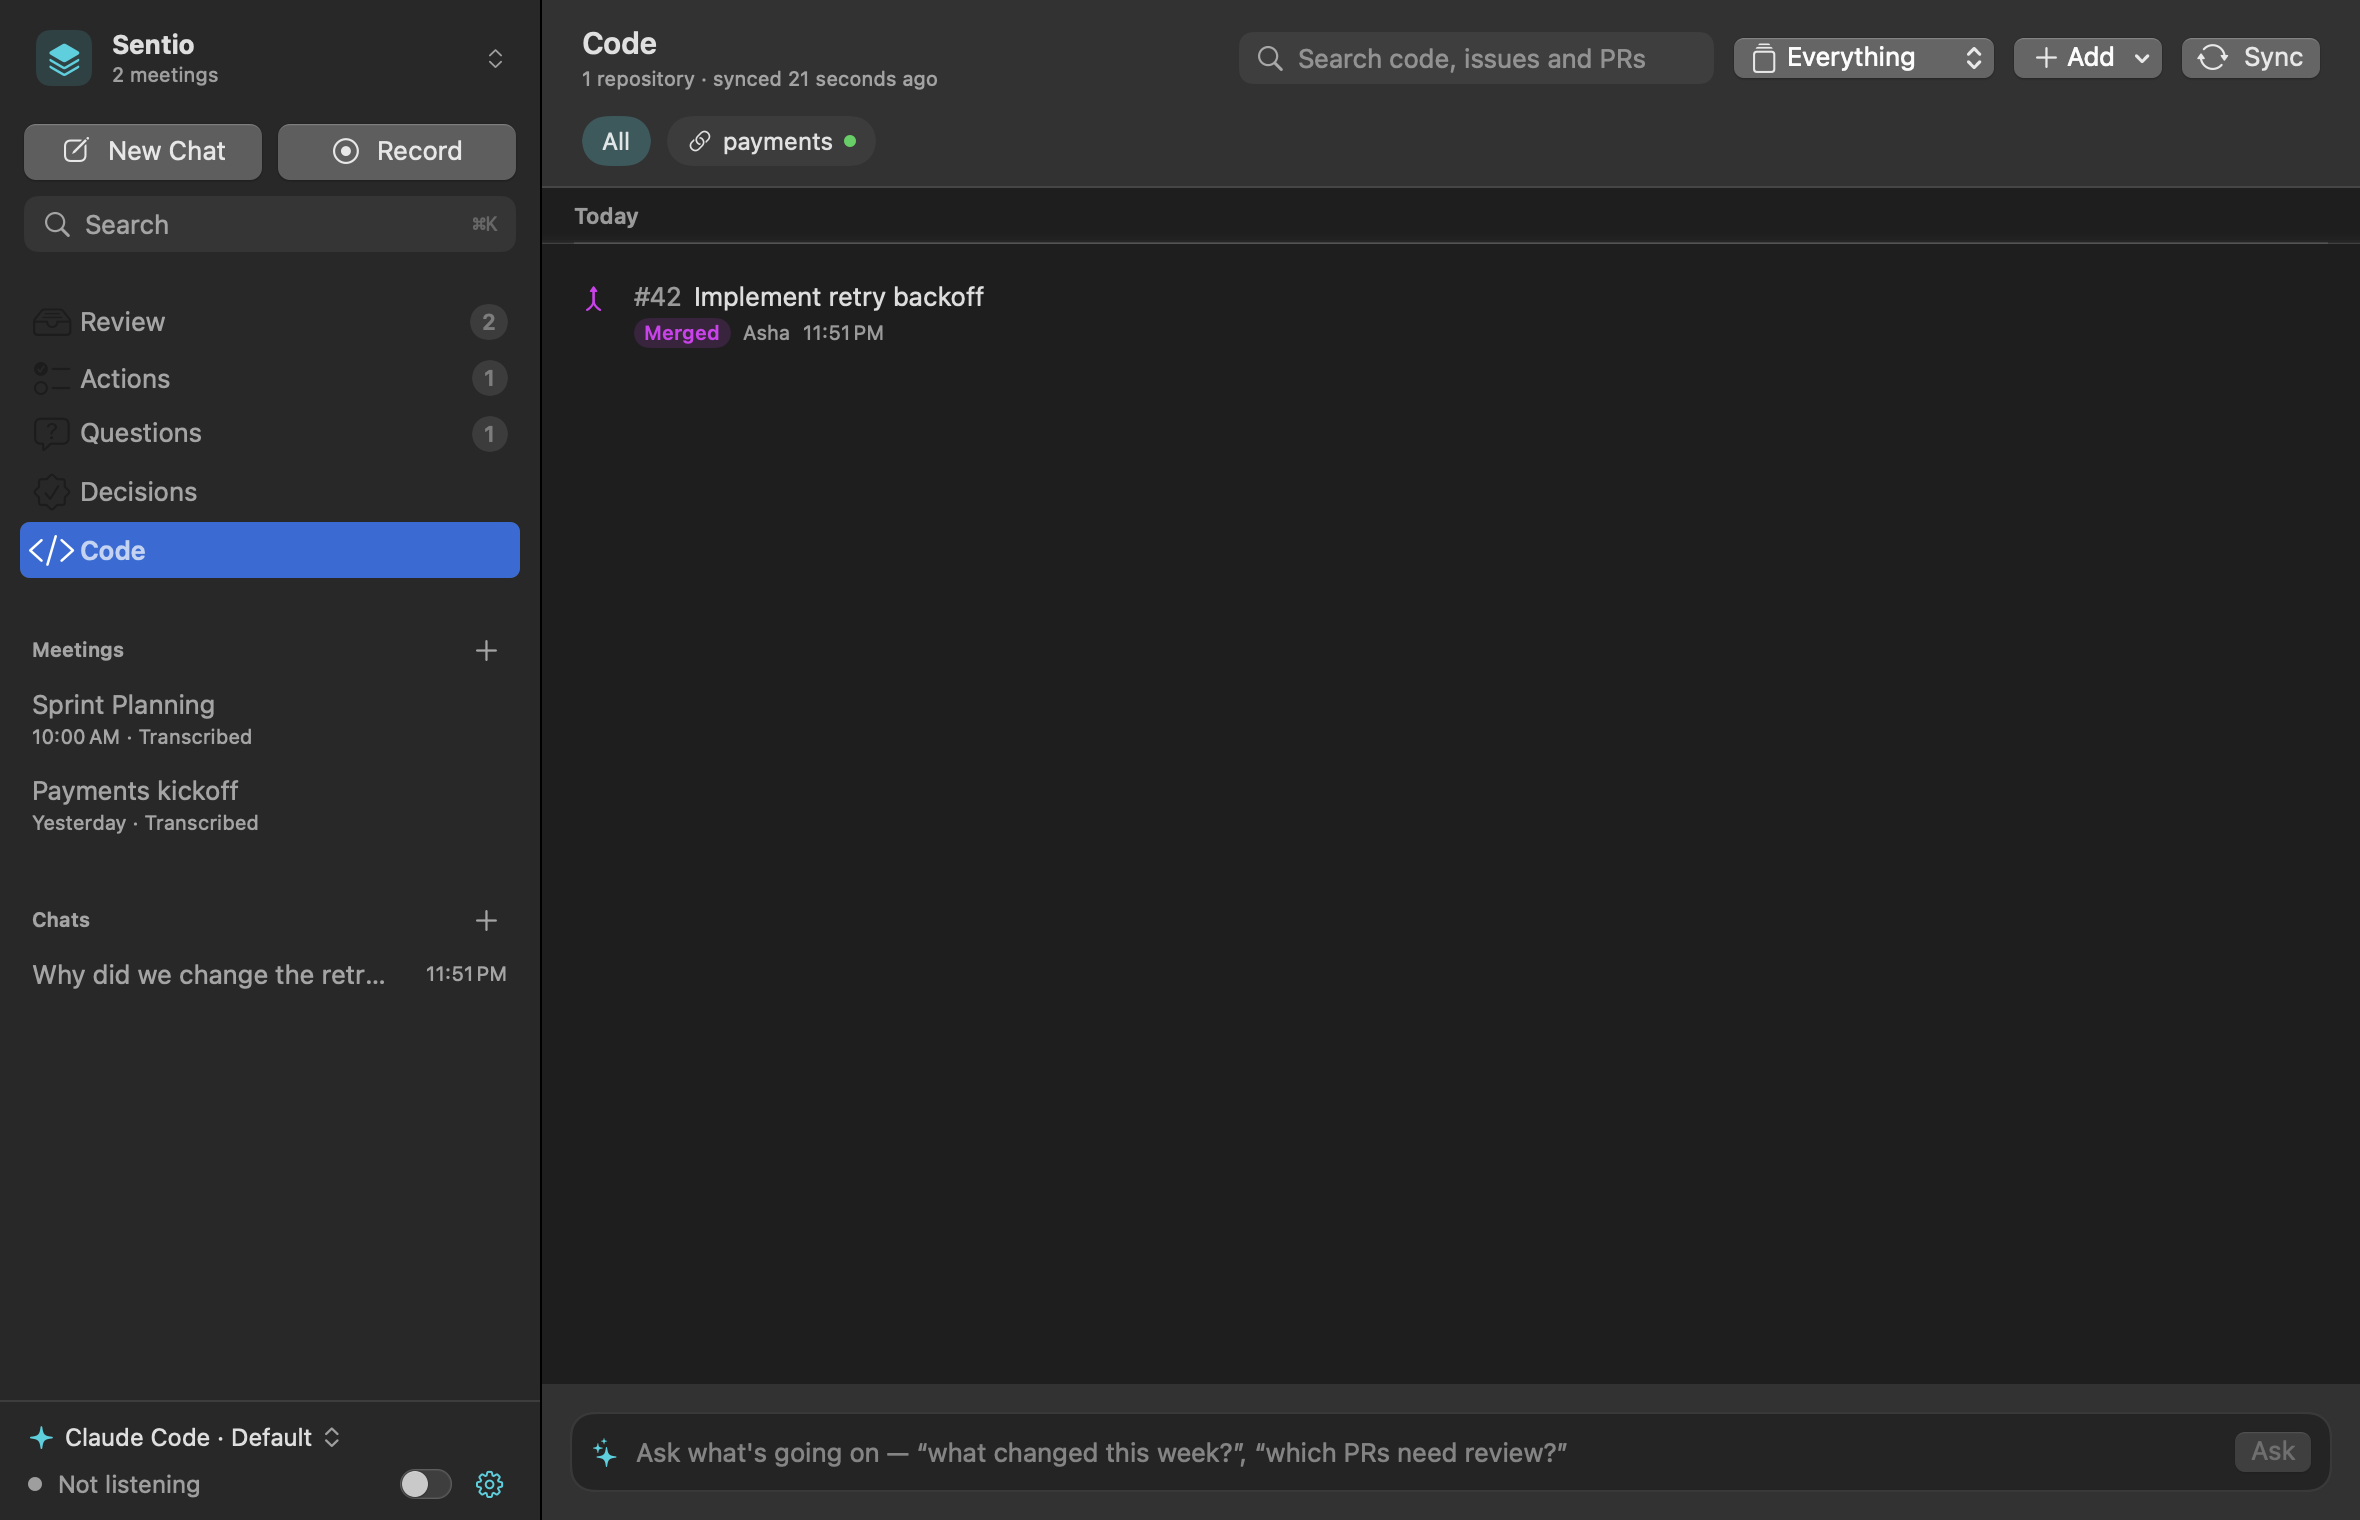 Sentio
2 meetings
New Chat
Record
Search
⌘K
Review
2
Actions
1
Questions
1
Decisions
</> Code
Meetings
Sprint Planning
10:00 AM · Transcribed
Payments kickoff
Yesterday · Transcribed
Chats
Why did we change the retr...
11:51 PM
Claude Code · Default
Not listening
Code
1 repository · synced 21 seconds ago
Search code, issues and PRs
Everything
Add
Sync
All
payments
Today
#42 Implement retry backoff
Merged Asha 11:51 PM
Ask what's going on — “what changed this week?”, “which PRs need review?”
Ask